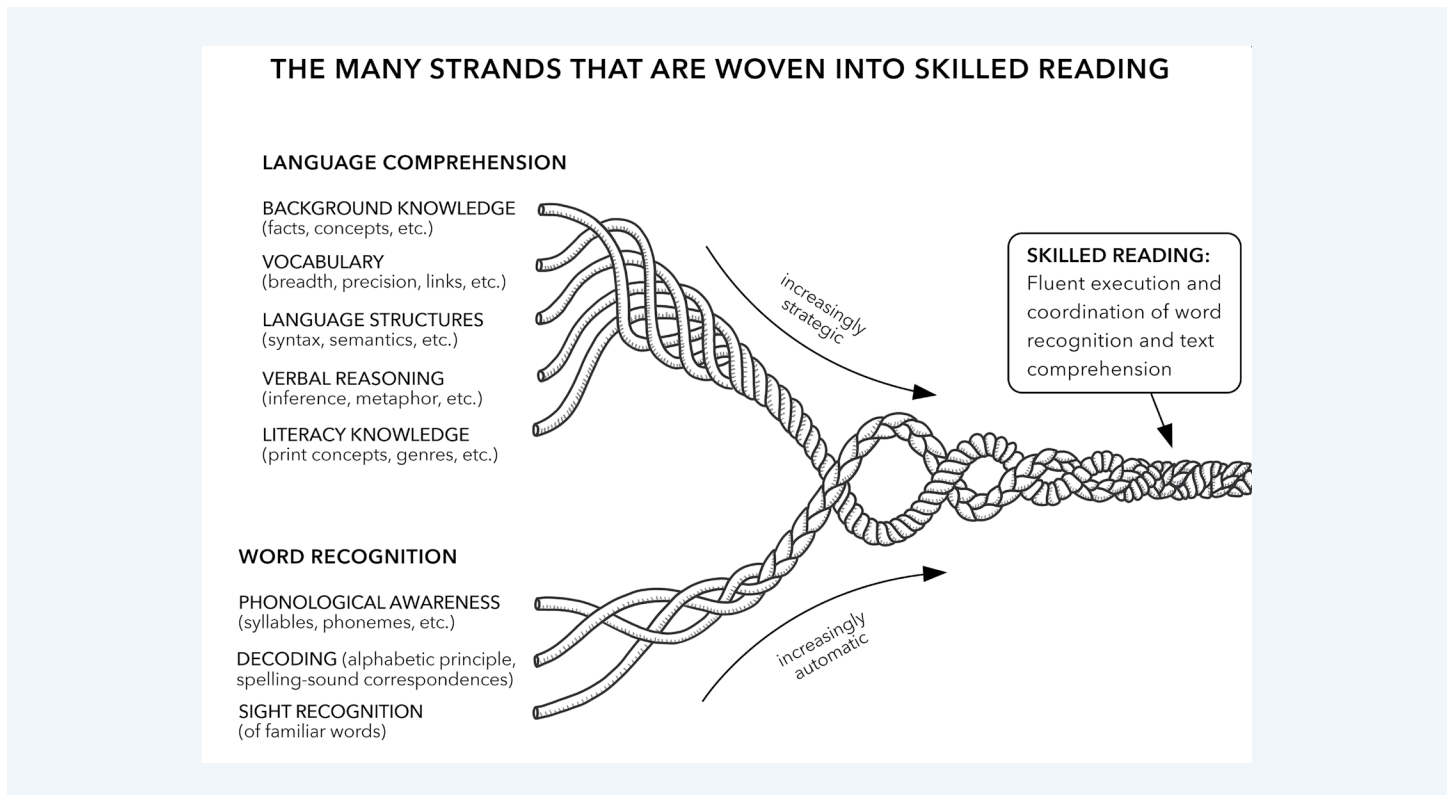 THE MANY STRANDS THAT ARE WOVEN INTO SKILLED READING
LANGUAGE COMPREHENSION
BACKGROUND KNOWLEDGE
(facts, concepts, etc.)
VOCABULARY
(breadth, precision, links, etc.)
LANGUAGE STRUCTURES
(syntax, semantics, etc.)
VERBAL REASONING
(inference, metaphor, etc.)
LITERACY KNOWLEDGE
(print concepts, genres, etc.)
increasingly
strategic
SKILLED READING:
Fluent execution and
coordination of word
recognition and text
comprehension
WORD RECOGNITION
PHONOLOGICAL AWARENESS
(syllables, phonemes, etc.)
DECODING (alphabetic principle,
spelling-sound correspondences)
SIGHT RECOGNITION
(of familiar words)
increasingly
automatic